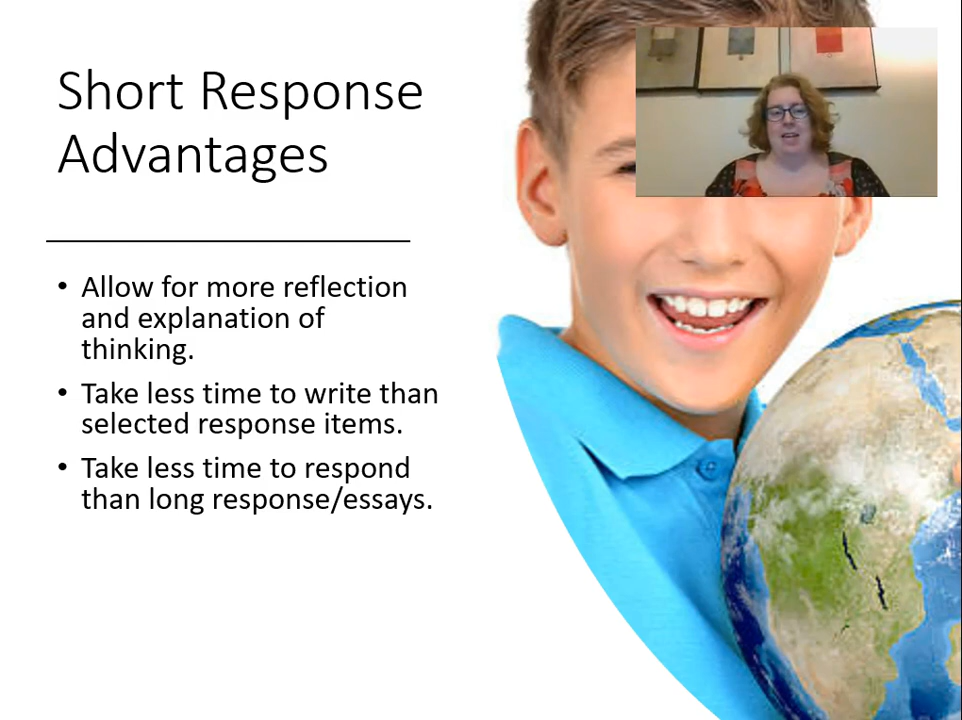 Short Response
Advantages
• Allow for more reflection
and explanation of
thinking.
• Take less time to write than
selected response items.
• Take less time to respond
than long response/essays.